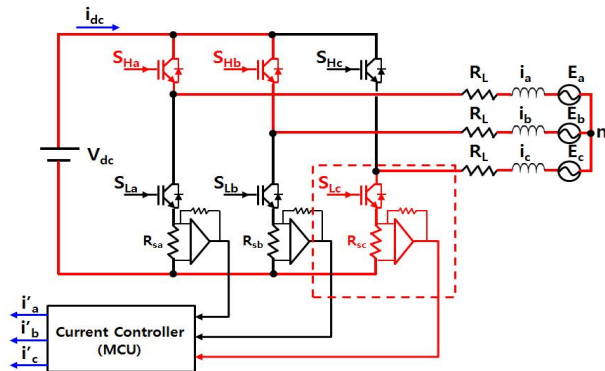 i_dc
S_Ha
S_Hb
S_Hc
R_L i_a E_a
R_L i_b E_b
n
R_L i_c E_c
V_dc
S_La
S_Lb
S_Lc
R_sa
R_sb
R_sc
i'_a
i'_b
i'_c
Current Controller
(MCU)